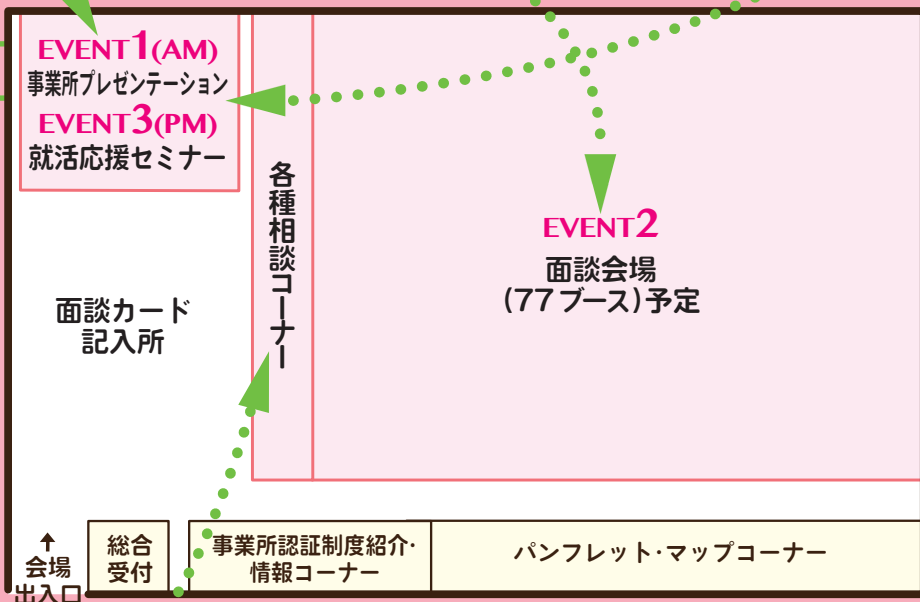 EVENT1(AM)
事業所プレゼンテーション
EVENT3(PM)
就活応援セミナー
各種相談コーナー
EVENT2
面談会場
(77ブース)予定
面談カード
記入所
↑
会場
出入口
総合
受付
事業所認証制度紹介・
情報コーナー
パンフレット・マップコーナー